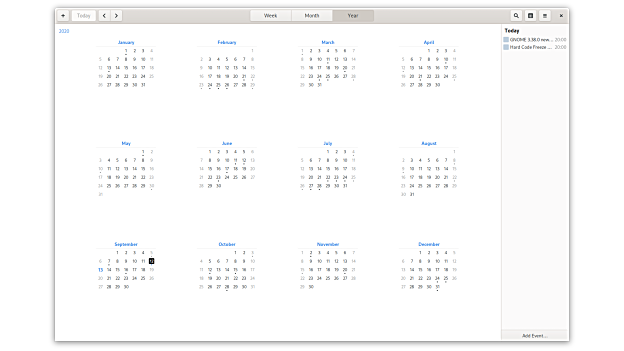 Today
Week
Month
Year
2020
January
1 2 3 4
5 6 7 8 9 10 11
12 13 14 15 16 17 18
19 20 21 22 23 24 25
26 27 28 29 30 31
February
1
2 3 4 5 6 7 8
9 10 11 12 13 14 15
16 17 18 19 20 21 22
23 24 25 26 27 28 29
March
1 2 3 4 5 6 7
8 9 10 11 12 13 14
15 16 17 18 19 20 21
22 23 24 25 26 27 28
29 30 31
April
1 2 3 4
5 6 7 8 9 10 11
12 13 14 15 16 17 18
19 20 21 22 23 24 25
26 27 28 29 30
May
1 2
3 4 5 6 7 8 9
10 11 12 13 14 15 16
17 18 19 20 21 22 23
24 25 26 27 28 29 30
31
June
1 2 3 4 5 6
7 8 9 10 11 12 13
14 15 16 17 18 19 20
21 22 23 24 25 26 27
28 29 30
July
1 2 3 4
5 6 7 8 9 10 11
12 13 14 15 16 17 18
19 20 21 22 23 24 25
26 27 28 29 30 31
August
1
2 3 4 5 6 7 8
9 10 11 12 13 14 15
16 17 18 19 20 21 22
23 24 25 26 27 28 29
30 31
September
1 2 3 4 5
6 7 8 9 10 11 12
13 14 15 16 17 18 19
20 21 22 23 24 25 26
27 28 29 30
October
1 2 3
4 5 6 7 8 9 10
11 12 13 14 15 16 17
18 19 20 21 22 23 24
25 26 27 28 29 30 31
November
1 2 3 4 5 6 7
8 9 10 11 12 13 14
15 16 17 18 19 20 21
22 23 24 25 26 27 28
29 30
December
1 2 3 4 5
6 7 8 9 10 11 12
13 14 15 16 17 18 19
20 21 22 23 24 25 26
27 28 29 30 31
Today
GNOME 3.38.0 new... 20:00
Hard Code Freeze ... 20:00
Add Event...